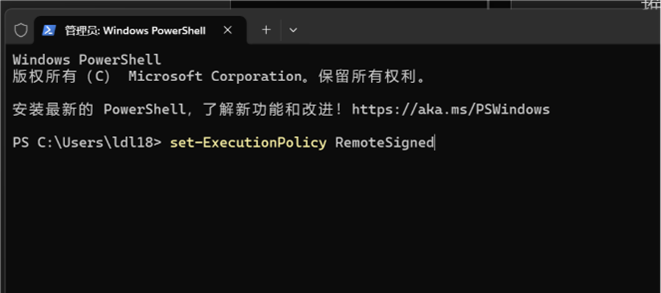 管理员: Windows PowerShell
Windows PowerShell
版权所有 (C) Microsoft Corporation。保留所有权利。
安装最新的 PowerShell，了解新功能和改进！https://aka.ms/PSWindows
PS C:\Users\ldl18> set-ExecutionPolicy RemoteSigned